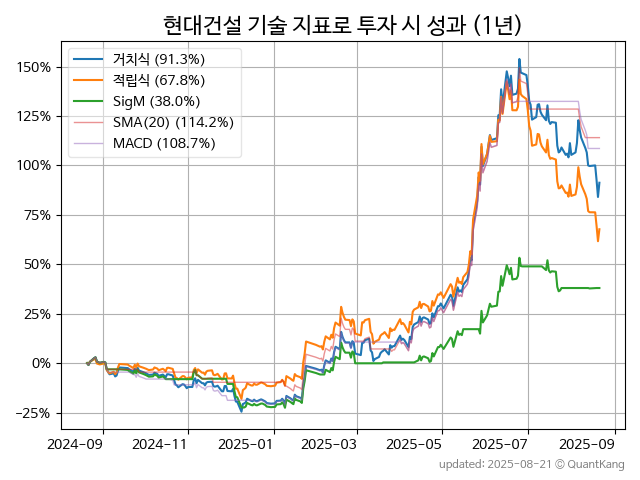 현대건설 기술 지표로 투자 시 성과 (1년)
거치식 (91.3%)
적립식 (67.8%)
SigM (38.0%)
SMA(20) (114.2%)
MACD (108.7%)
150%
125%
100%
75%
50%
25%
0%
−25%
2024-09 2024-11 2025-01 2025-03 2025-05 2025-07 2025-09
updated: 2025-08-21 © QuantKang